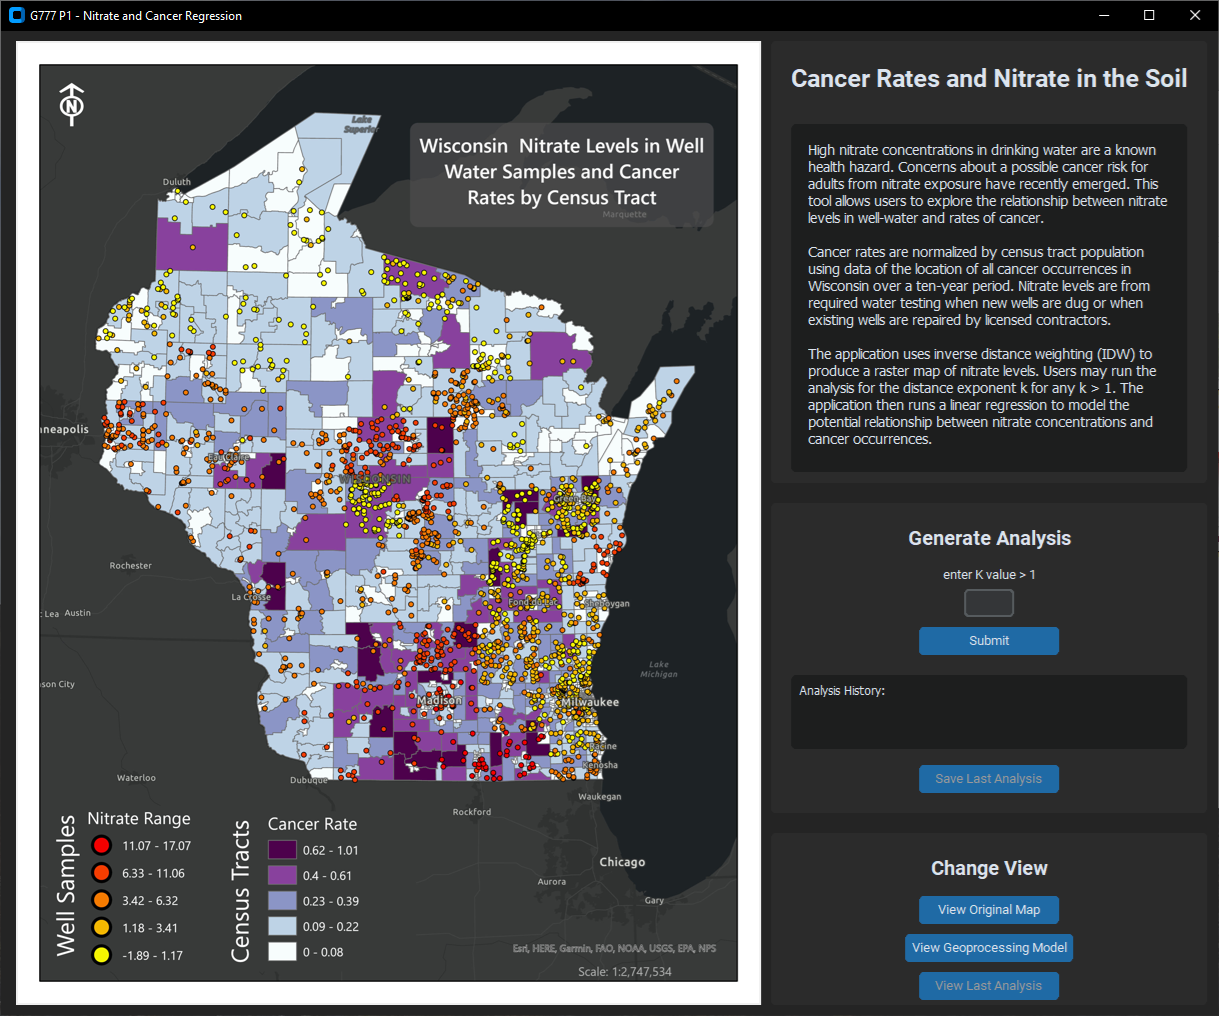 G777 P1 - Nitrate and Cancer Regression
Wisconsin  Nitrate Levels in Well
Water Samples and Cancer
Rates by Census Tract
N
Lake
Superior
Duluth
Marquette
nneapolis
Eau Claire
WISCONSIN
Green Bay
Rochester
La Crosse
t Lea
Austin
Fond du Lac
Sheboygan
son City
Lake
Michigan
Madison
Milwaukee
Racine
Kenosha
Waterloo
Dubuque
Waukegan
Rockford
Chicago
Aurora
Gary
Well Samples
Nitrate Range
11.07 - 17.07
6.33 - 11.06
3.42 - 6.32
1.18 - 3.41
-1.89 - 1.17
Census Tracts
Cancer Rate
0.62 - 1.01
0.4 - 0.61
0.23 - 0.39
0.09 - 0.22
0 - 0.08
Esri, HERE, Garmin, FAO, NOAA, USGS, EPA, NPS
Scale: 1:2,747,534
Cancer Rates and Nitrate in the Soil
High nitrate concentrations in drinking water are a known
health hazard. Concerns about a possible cancer risk for
adults from nitrate exposure have recently emerged. This
tool allows users to explore the relationship between nitrate
levels in well-water and rates of cancer.
Cancer rates are normalized by census tract population
using data of the location of all cancer occurrences in
Wisconsin over a ten-year period. Nitrate levels are from
required water testing when new wells are dug or when
existing wells are repaired by licensed contractors.
The application uses inverse distance weighting (IDW) to
produce a raster map of nitrate levels. Users may run the
analysis for the distance exponent k for any k > 1. The
application then runs a linear regression to model the
potential relationship between nitrate concentrations and
cancer occurrences.
Generate Analysis
enter K value > 1
Submit
Analysis History:
Save Last Analysis
Change View
View Original Map
View Geoprocessing Model
View Last Analysis